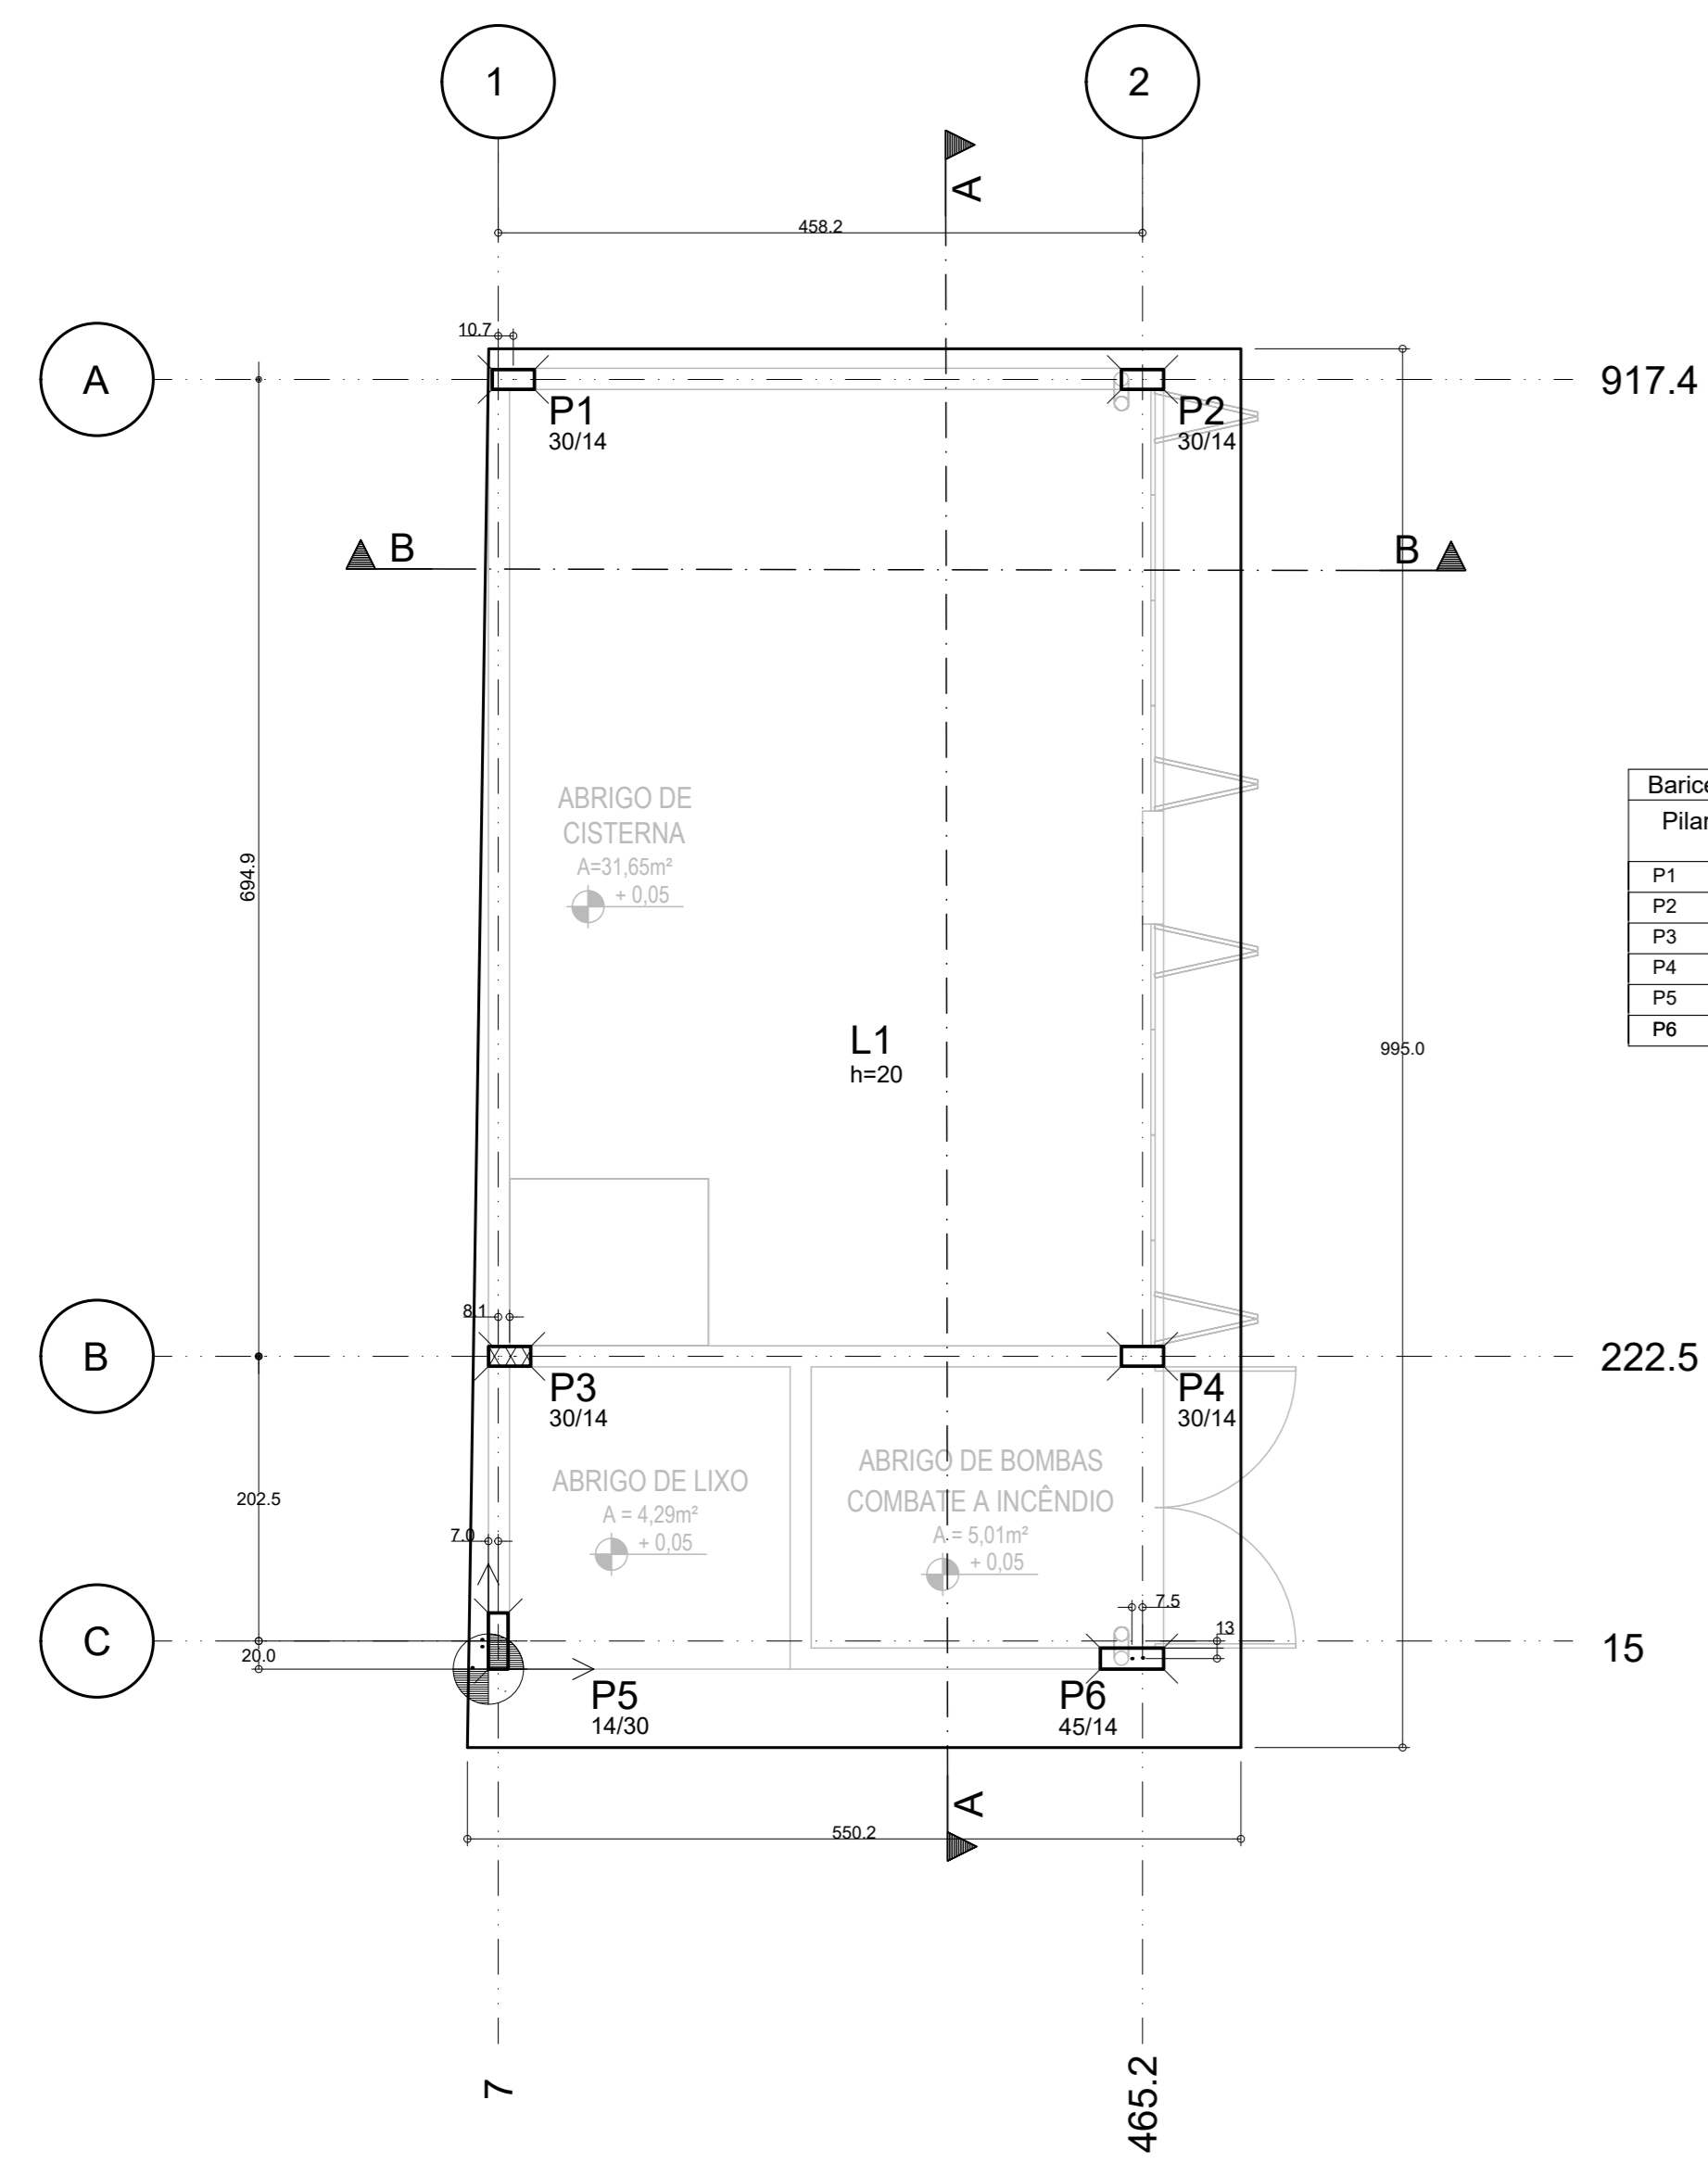 1
2
A
458.2
10.7
A
917.4
P1
30/14
P2
30/14
B
B
ABRIGO DE
CISTERNA
A=31,65m²
+ 0,05
694.9
Pilar
P1
P2
P3
P4
P5
P6
L1
h=20
995.0
8.1
B
222.5
P3
30/14
P4
30/14
ABRIGO DE LIXO
A = 4,29m²
+ 0,05
ABRIGO DE BOMBAS
COMBATE A INCÊNDIO
A = 5,01m²
+ 0,05
202.5
7.0
7.5
13
C
15
20.0
P5
14/30
P6
45/14
A
550.2
7
465.2